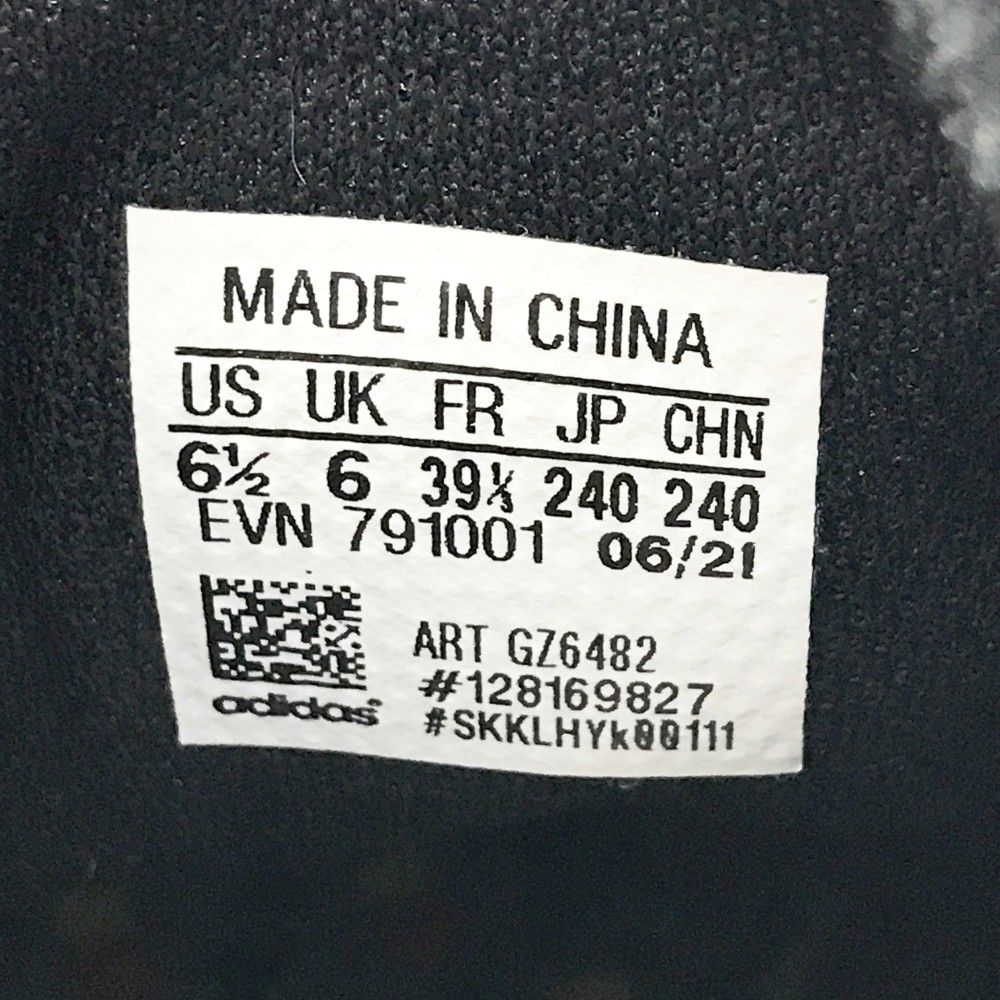 MADE IN CHINA
US UK FR JP CHN
6½ 6 39⅓ 240 240
EVN 791001 06/21
ART GZ6482
#128169827
adidas
#SKKLHYk00111